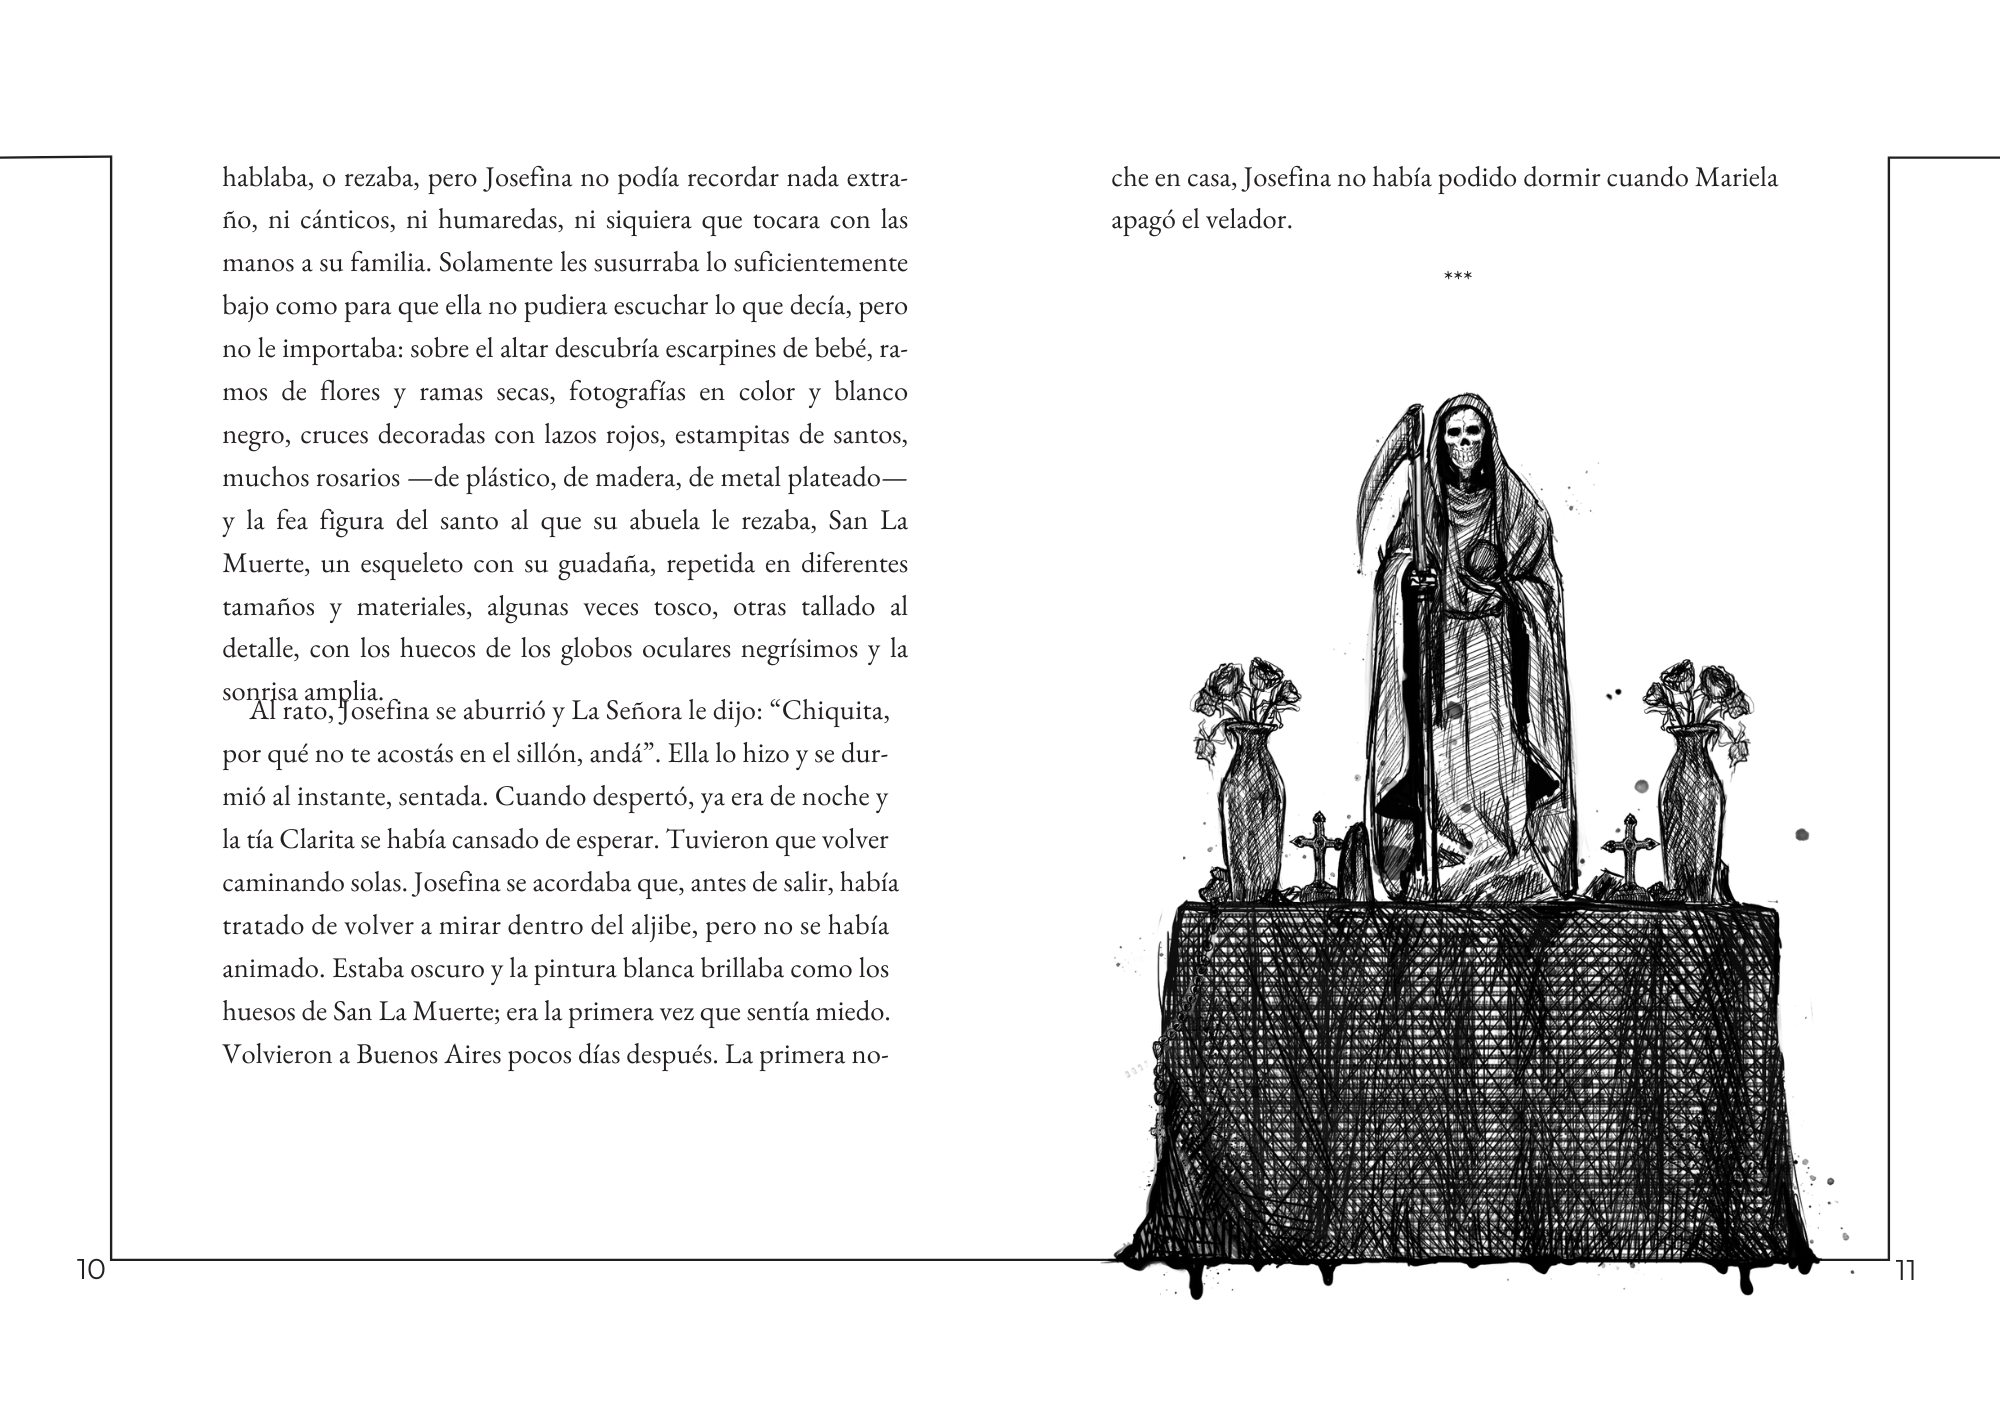 hablaba, o rezaba, pero Josefina no podía recordar nada extra-
ño, ni cánticos, ni humaredas, ni siquiera que tocara con las
manos a su familia. Solamente les susurraba lo suficientemente
bajo como para que ella no pudiera escuchar lo que decía, pero
no le importaba: sobre el altar descubría escarpines de bebé, ra-
mos de flores y ramas secas, fotografías en color y blanco
negro, cruces decoradas con lazos rojos, estampitas de santos,
muchos rosarios —de plástico, de madera, de metal plateado—
y la fea figura del santo al que su abuela le rezaba, San La
Muerte, un esqueleto con su guadaña, repetida en diferentes
tamaños y materiales, algunas veces tosco, otras tallado al
detalle, con los huecos de los globos oculares negrísimos y la
sonrisa amplia.
Al rato, Josefina se aburrió y La Señora le dijo: “Chiquita,
por qué no te acostás en el sillón, andá”. Ella lo hizo y se dur-
mió al instante, sentada. Cuando despertó, ya era de noche y
la tía Clarita se había cansado de esperar. Tuvieron que volver
caminando solas. Josefina se acordaba que, antes de salir, había
tratado de volver a mirar dentro del aljibe, pero no se había
animado. Estaba oscuro y la pintura blanca brillaba como los
huesos de San La Muerte; era la primera vez que sentía miedo.
Volvieron a Buenos Aires pocos días después. La primera no-
10
che en casa, Josefina no había podido dormir cuando Mariela
apagó el velador.
***
11